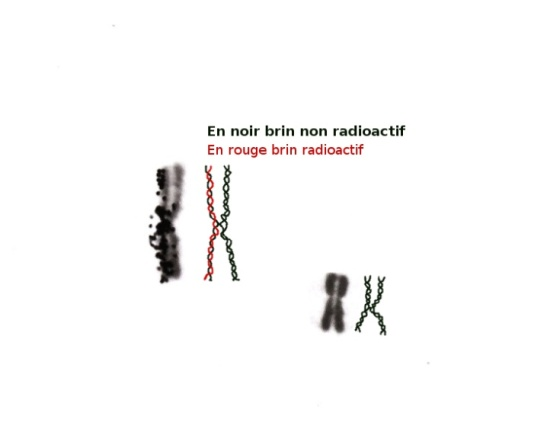 En noir brin non radioactif
En rouge brin radioactif